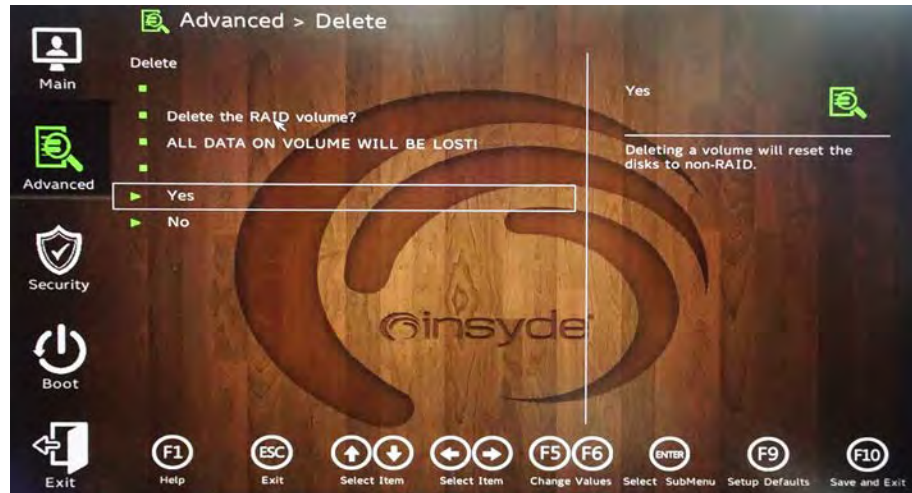 Advanced > Delete
Main
Advanced
Security
Boot
Exit
Delete
Delete the RAID volume?
ALL DATA ON VOLUME WILL BE LOST!
Yes
No
Yes
Deleting a volume will reset the
disks to non-RAID.
insyde
F1
Help
ESC
Exit
Select Item
Select Item
F5 F6
Change Values
ENTER
Select SubMenu
F9
Setup Defaults
F10
Save and Exit